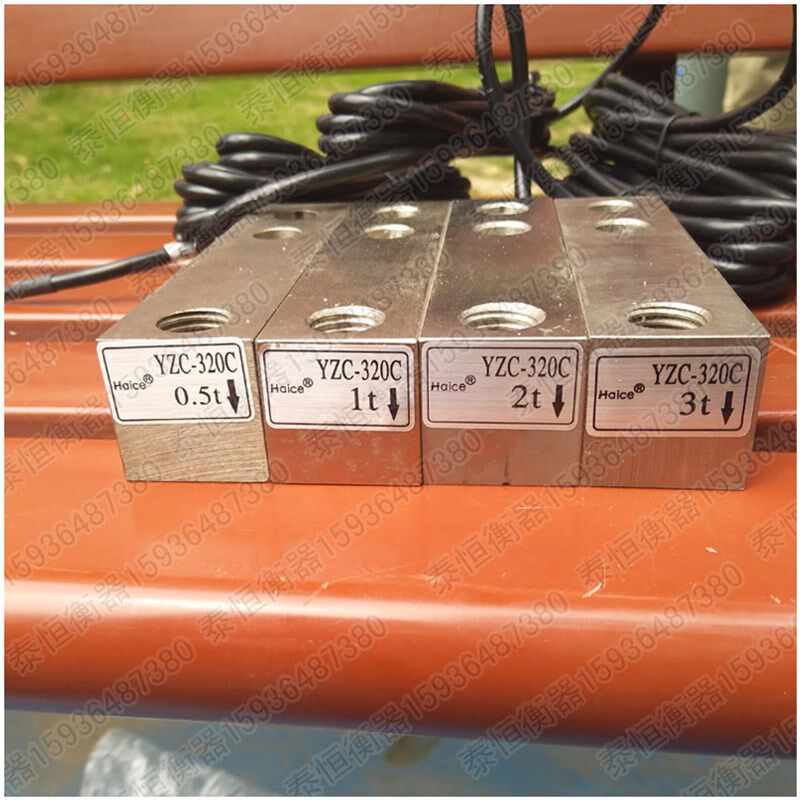 YZC-320C
Haice®
0.5t↓
YZC-320C
Haice®
1t↓
YZC-320C
Haice®
2t↓
YZC-320C
Haice®
3t↓
泰恒衡器15936487380